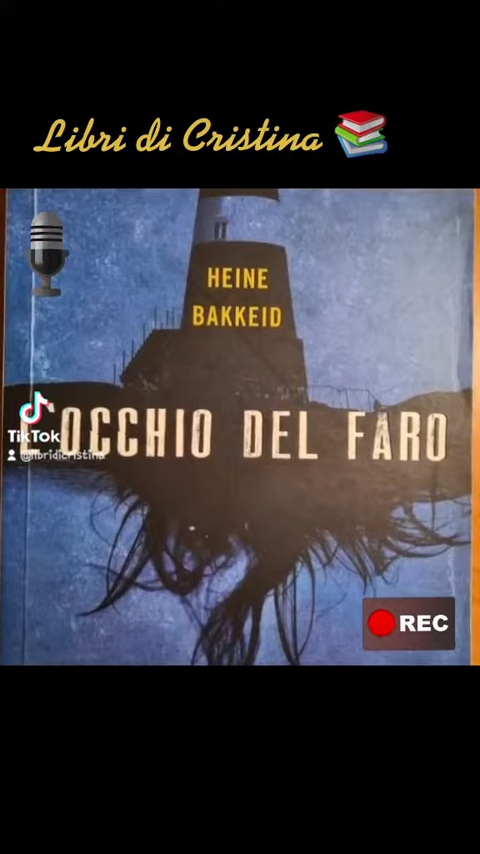 Libri di Cristina
HEINE
BAKKEID
L'OCCHIO DEL FARO
TikTok
@libridicristina
REC